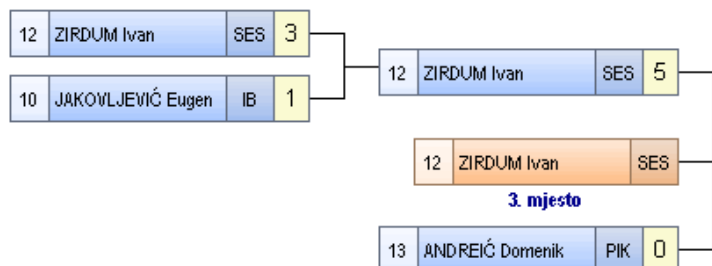 12 ZIRDUM Ivan SES 3
10 JAKOVLJEVIĆ Eugen IB 1
12 ZIRDUM Ivan SES 5
12 ZIRDUM Ivan SES
3. mjesto
13 ANDREIĆ Domenik PIK 0